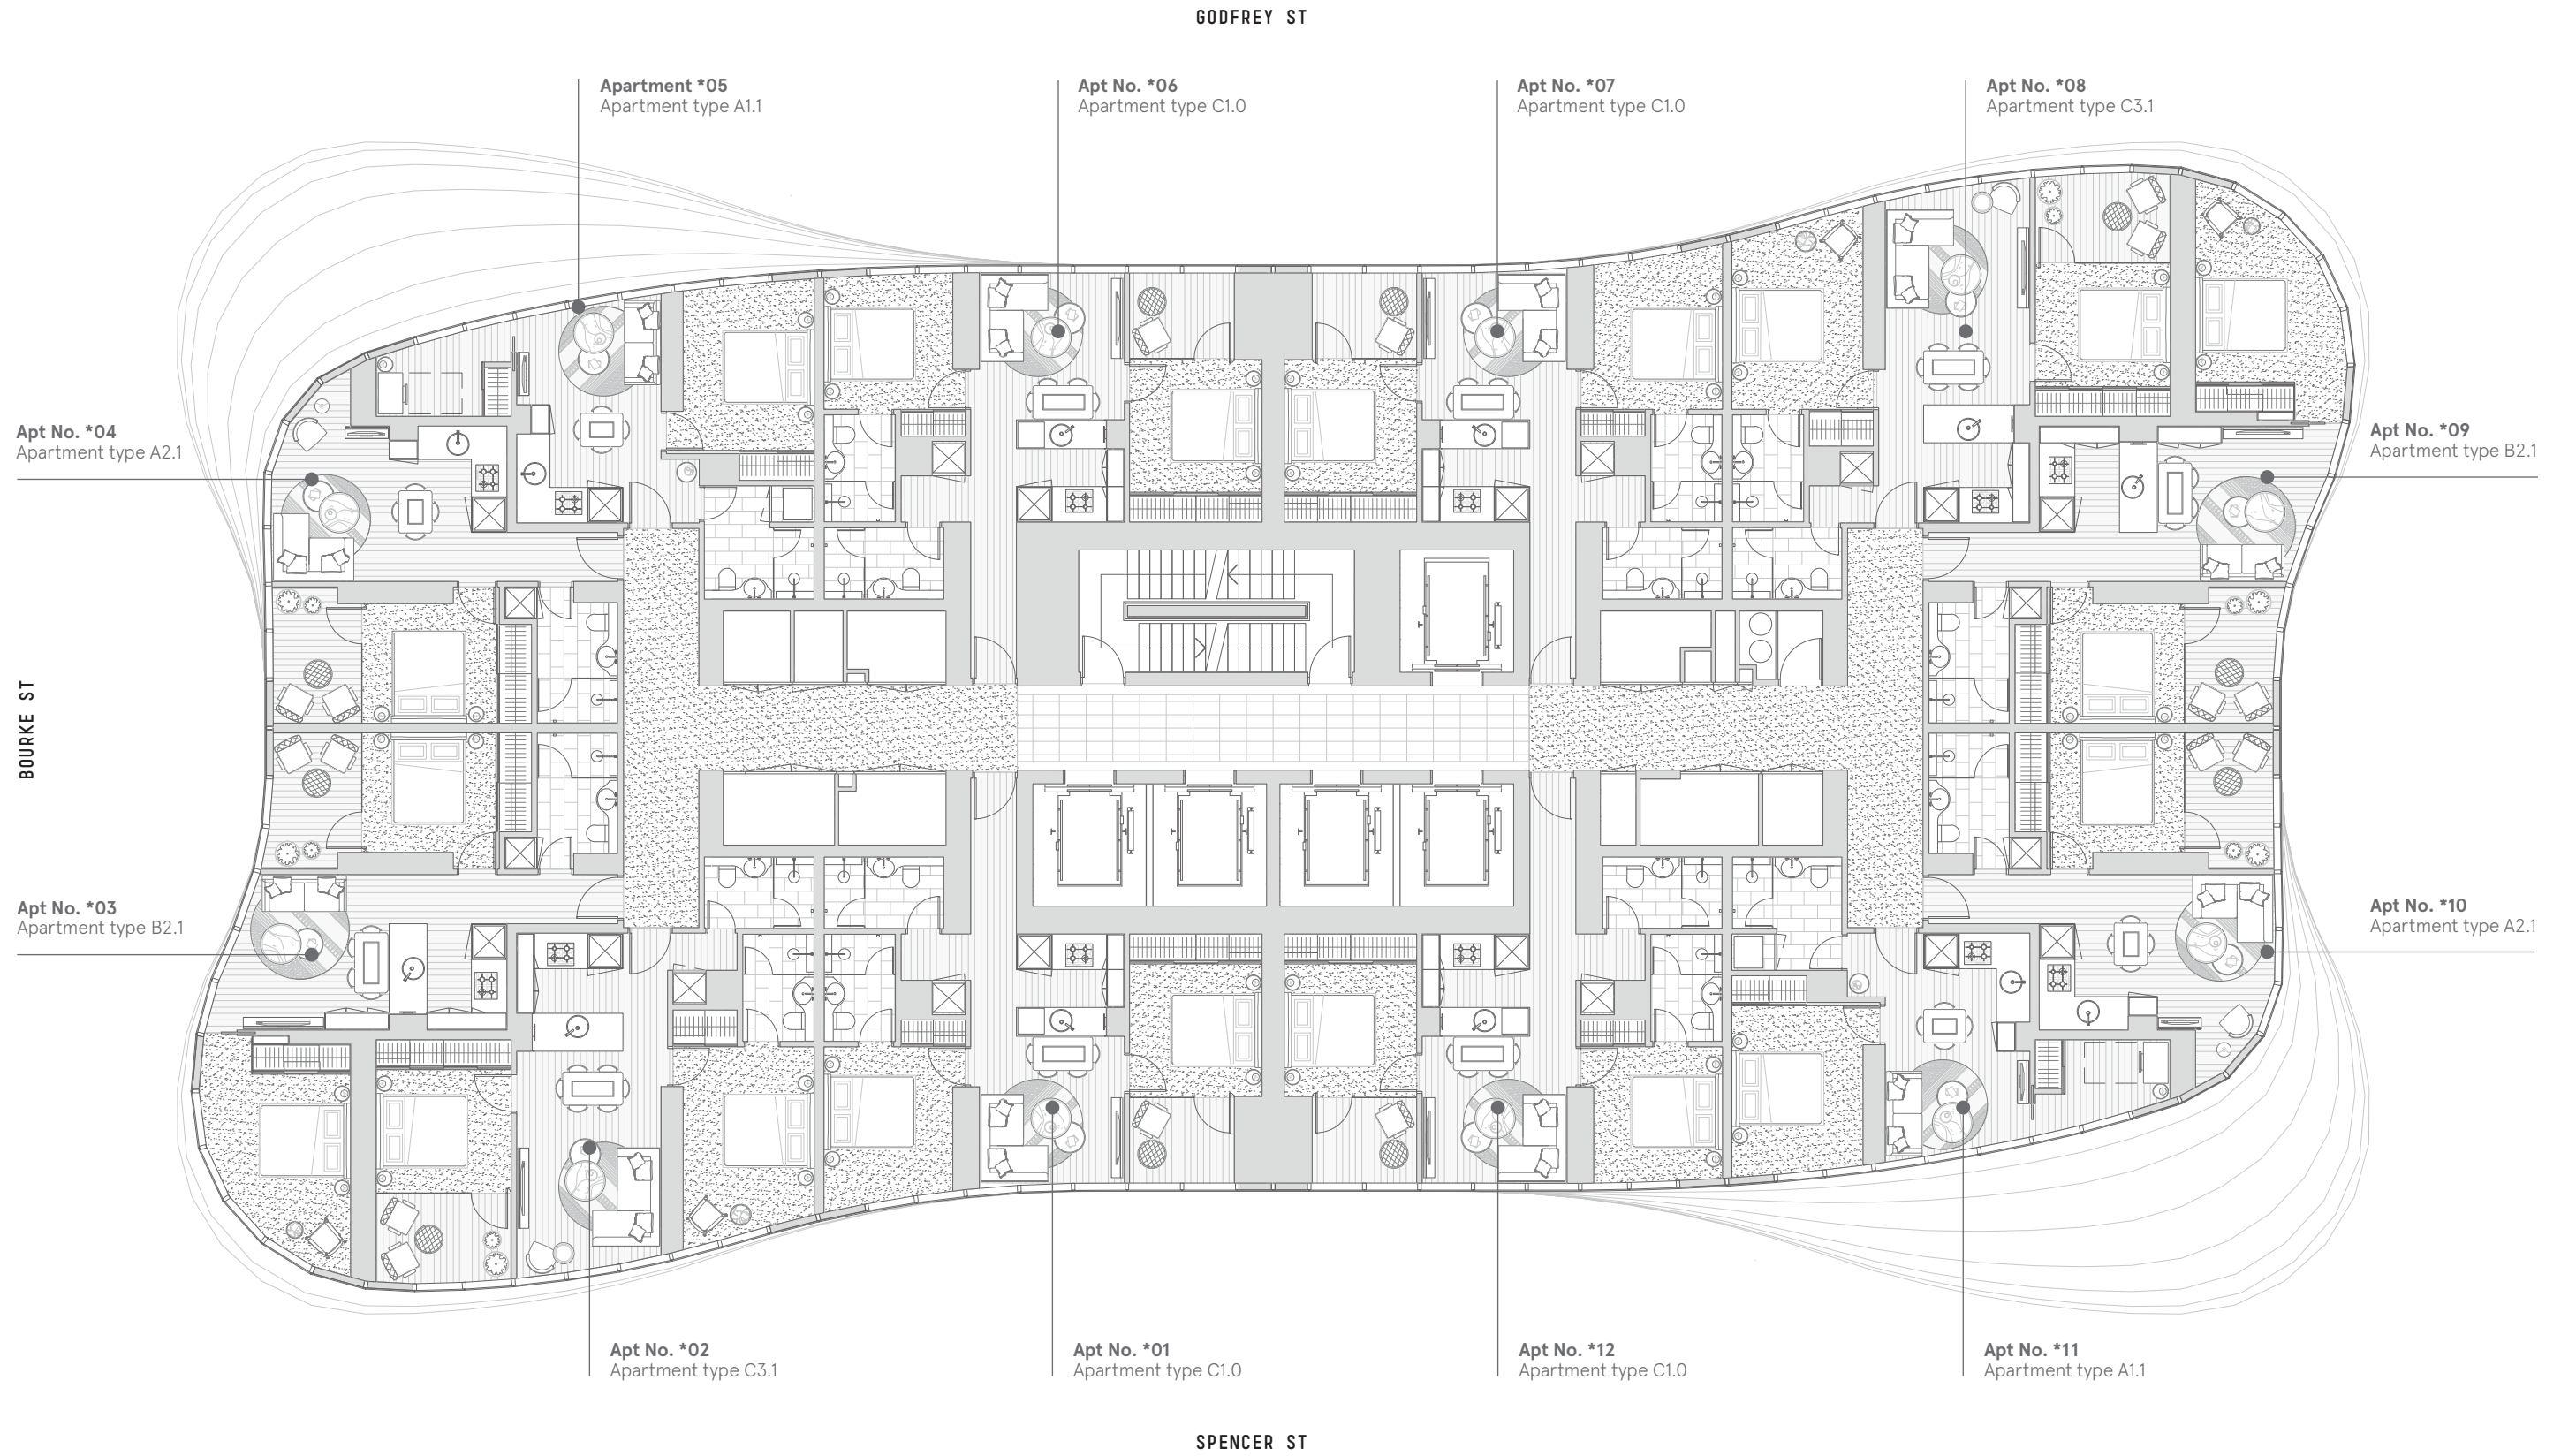 GODFREY ST
Apartment *05
Apartment type A1.1
Apt No. *06
Apartment type C1.0
Apt No. *07
Apartment type C1.0
Apt No. *08
Apartment type C3.1
Apt No. *04
Apartment type A2.1
Apt No. *09
Apartment type B2.1
BOURKE ST
Apt No. *03
Apartment type B2.1
Apt No. *10
Apartment type A2.1
Apt No. *02
Apartment type C3.1
Apt No. *01
Apartment type C1.0
Apt No. *12
Apartment type C1.0
Apt No. *11
Apartment type A1.1
SPENCER ST